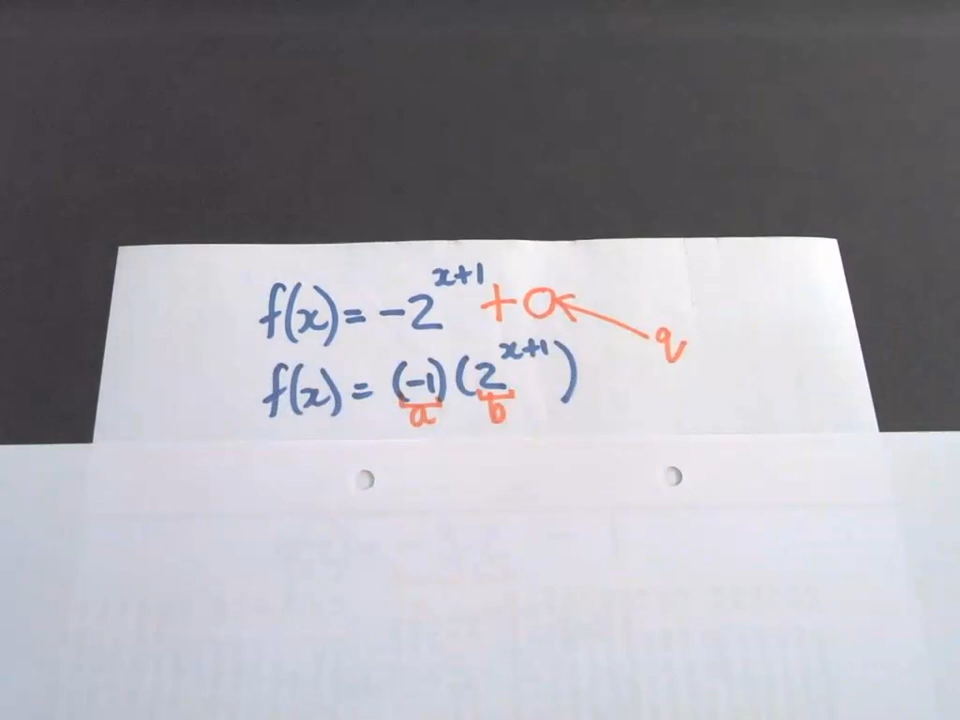 f(x) = -2^{x+1} + 0
q
f(x) = (-1)(2^{x+1})
a b